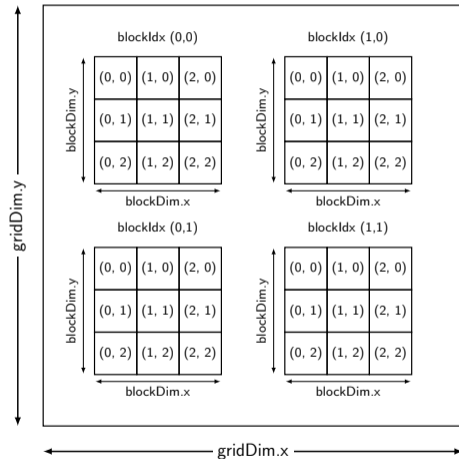 blockIdx (0,0) blockIdx (1,0)
(0, 0) (1, 0) (2, 0) (0, 0) (1, 0) (2, 0)
blockDim.y (0, 1) (1, 1) (2, 1) blockDim.y (0, 1) (1, 1) (2, 1)
(0, 2) (1, 2) (2, 2) (0, 2) (1, 2) (2, 2)
blockDim.x blockDim.x
gridDim.y
blockIdx (0,1) blockIdx (1,1)
(0, 0) (1, 0) (2, 0) (0, 0) (1, 0) (2, 0)
blockDim.y (0, 1) (1, 1) (2, 1) blockDim.y (0, 1) (1, 1) (2, 1)
(0, 2) (1, 2) (2, 2) (0, 2) (1, 2) (2, 2)
blockDim.x blockDim.x
gridDim.x